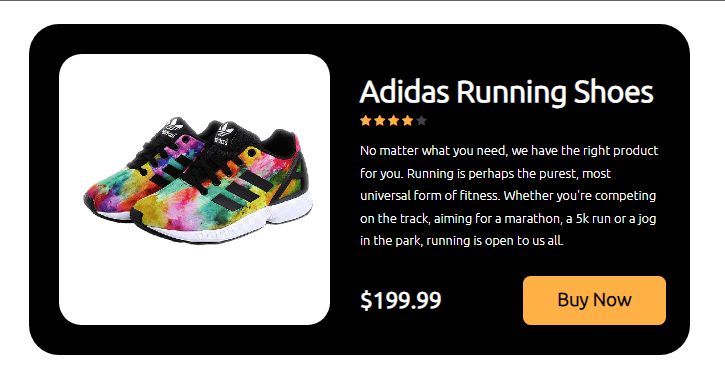 Adidas Running Shoes
No matter what you need, we have the right product
for you. Running is perhaps the purest, most
universal form of fitness. Whether you're competing
on the track, aiming for a marathon, a 5k run or a jog
in the park, running is open to us all.
$199.99
Buy Now